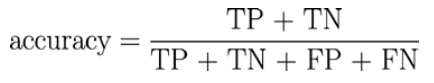 accuracy = TP + TN
TP + TN + FP + FN